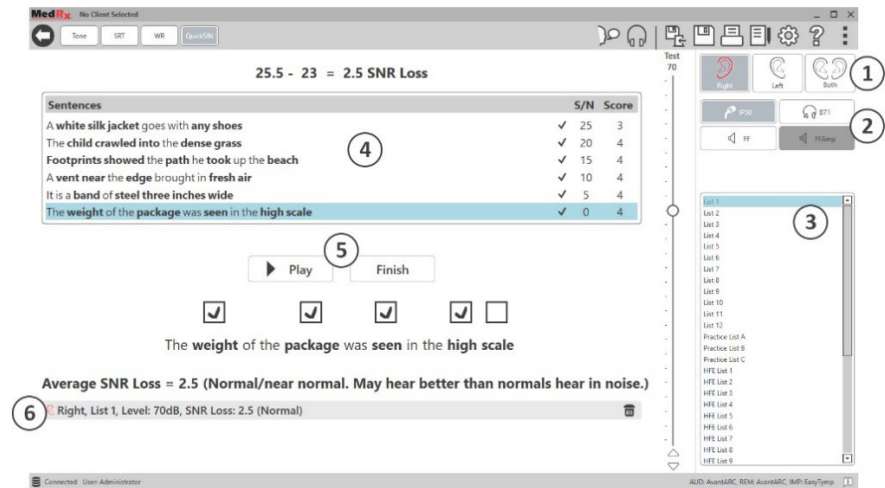 MedRx No Client Selected
Tone SRT WR QuickSIN
Test
70
25.5 - 23 = 2.5 SNR Loss
Right Left Both 1
Sentences S/N Score
A white silk jacket goes with any shoes ✓ 25 3
The child crawled into the dense grass ✓ 20 4
Footprints showed the path he took up the beach ✓ 15 4
A vent near the edge brought in fresh air ✓ 10 4
It is a band of steel three inches wide ✓ 5 4
The weight of the package was seen in the high scale ✓ 0 4
4
IP30 B71 2
FF FFAmp
5
Play Finish
The weight of the package was seen in the high scale
Average SNR Loss = 2.5 (Normal/near normal. May hear better than normals hear in noise.)
6 Right, List 1, Level: 70dB, SNR Loss: 2.5 (Normal)
3
List 1
List 2
List 3
List 4
List 5
List 6
List 7
List 8
List 9
List 10
List 11
List 12
Practice List A
Practice List B
Practice List C
HFE List 1
HFE List 2
HFE List 3
HFE List 4
HFE List 5
HFE List 6
HFE List 7
HFE List 8
HFE List 9
Connected User: Administrator
AUD: AvantARC, REM: AvantARC, IMP: EasyTymp